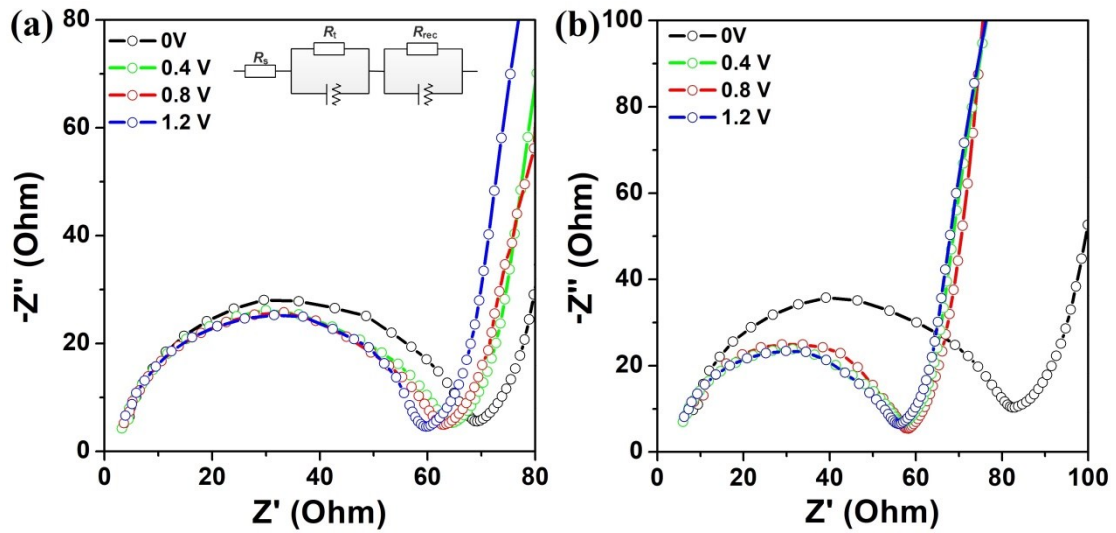 (a)
80
60
40
20
0
-Z" (Ohm)
0V
0.4 V
0.8 V
1.2 V
Rs
Rt
Rrec
0 20 40 60 80
Z' (Ohm)
(b)
100
80
60
40
20
0
-Z" (Ohm)
0V
0.4 V
0.8 V
1.2 V
0 20 40 60 80 100
Z' (Ohm)